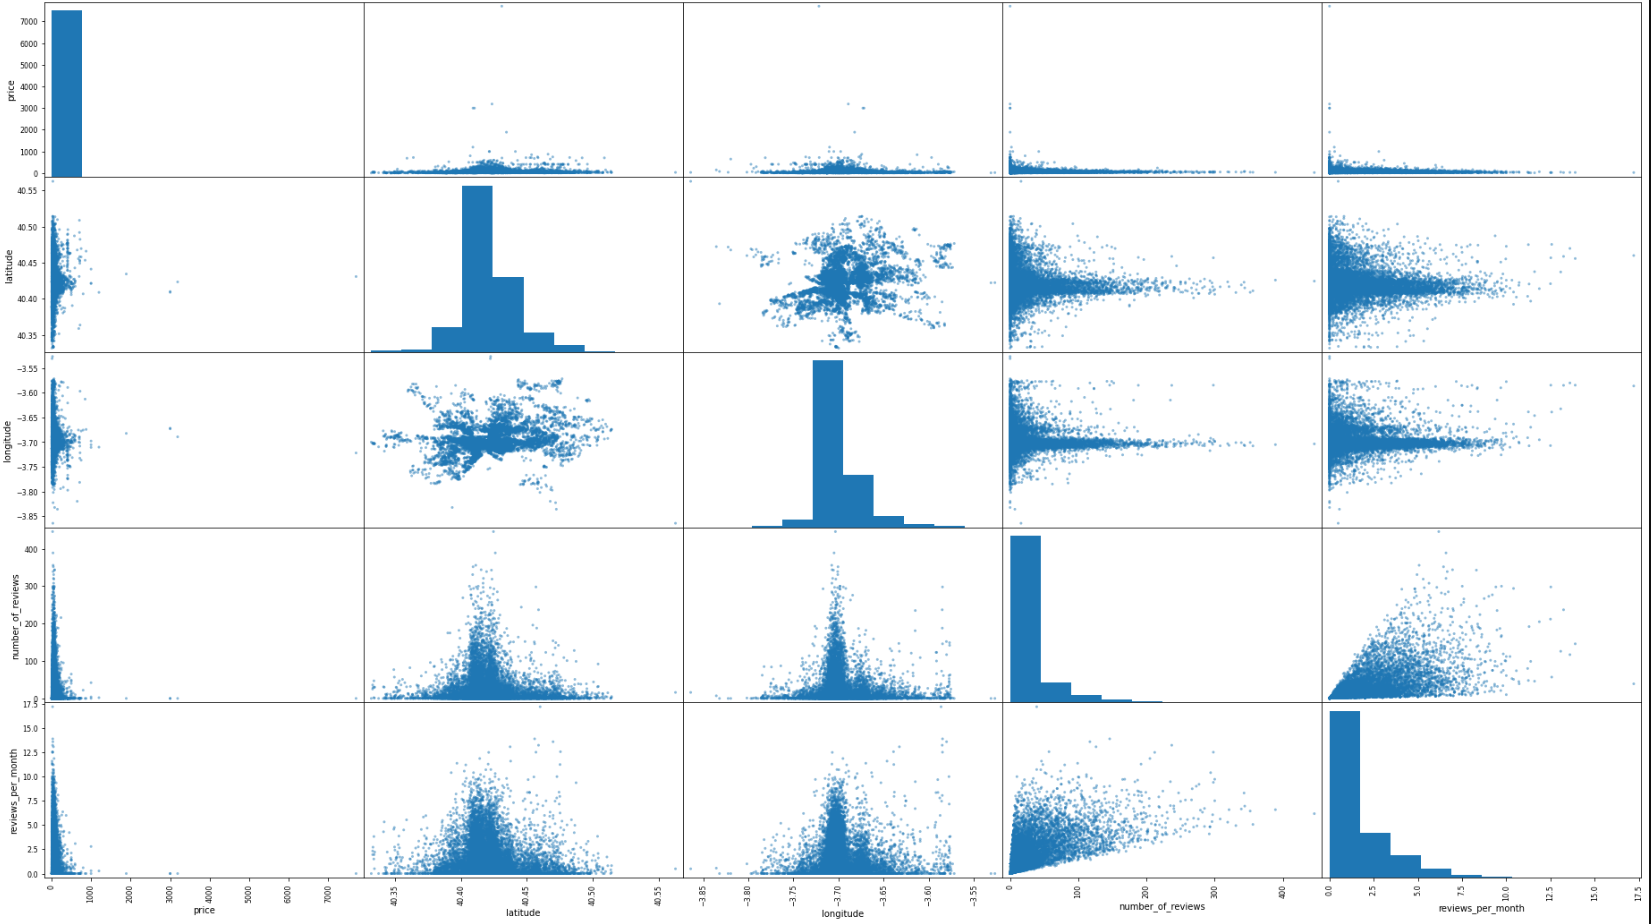 7000
6000
5000
4000
3000
2000
1000
0
price
40.55
40.50
40.45
40.40
40.35
latitude
−3.55
−3.60
−3.65
−3.70
−3.75
−3.80
−3.85
longitude
400
300
200
100
0
number_of_reviews
17.5
15.0
12.5
10.0
7.5
5.0
2.5
0.0
reviews_per_month
0 1000 2000 3000 4000 5000 6000 7000
price
40.35 40.40 40.46 40.50 40.55
latitude
−3.85 −3.80 −3.75 −3.70 −3.65 −3.60 −3.55
longitude
0 100 200 300 400
number_of_reviews
0.0 2.5 7.5 5.0 10.0 12.5 15.0 17.5
reviews_per_month